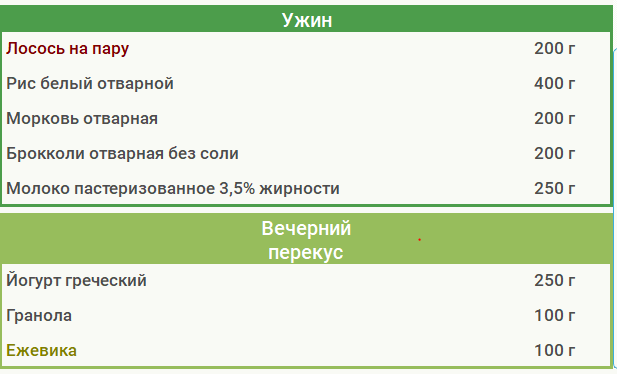 Ужин
Лосось на пару 200 г
Рис белый отварной 400 г
Морковь отварная 200 г
Брокколи отварная без соли 200 г
Молоко пастеризованное 3,5% жирности 250 г
Вечерний
перекус
Йогурт греческий 250 г
Гранола 100 г
Ежевика 100 г